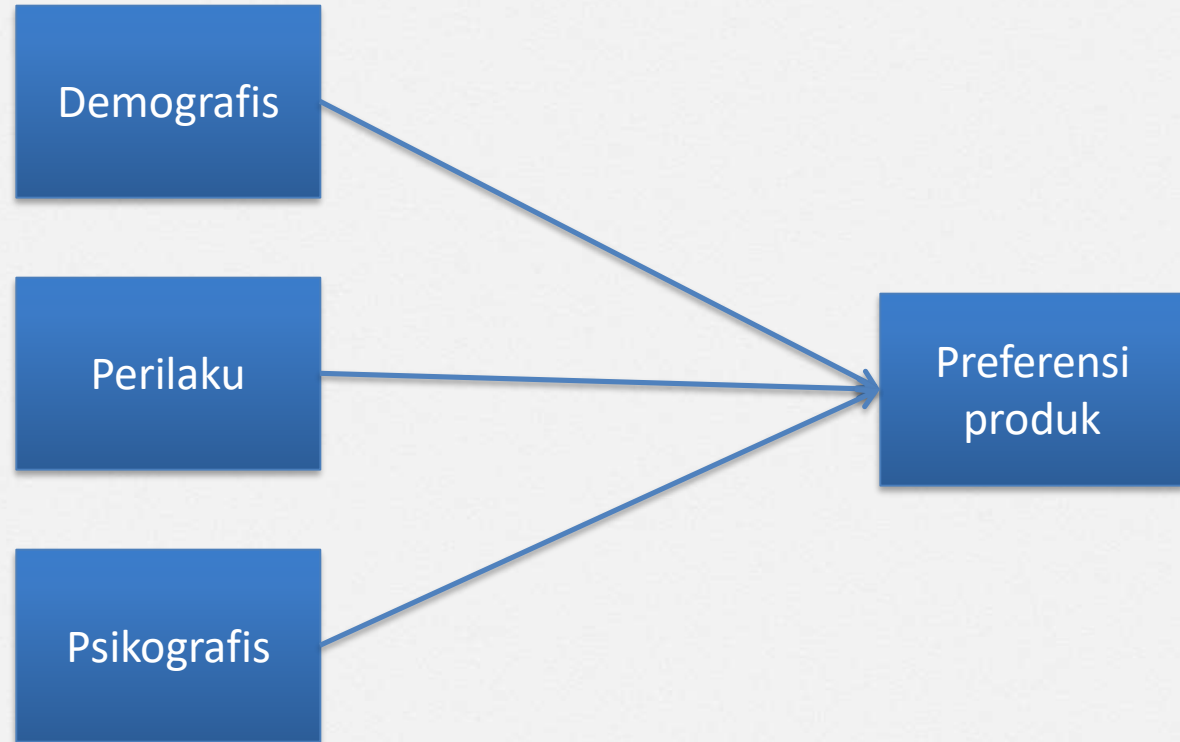 Demografis
Perilaku
Preferensi
produk
Psikografis